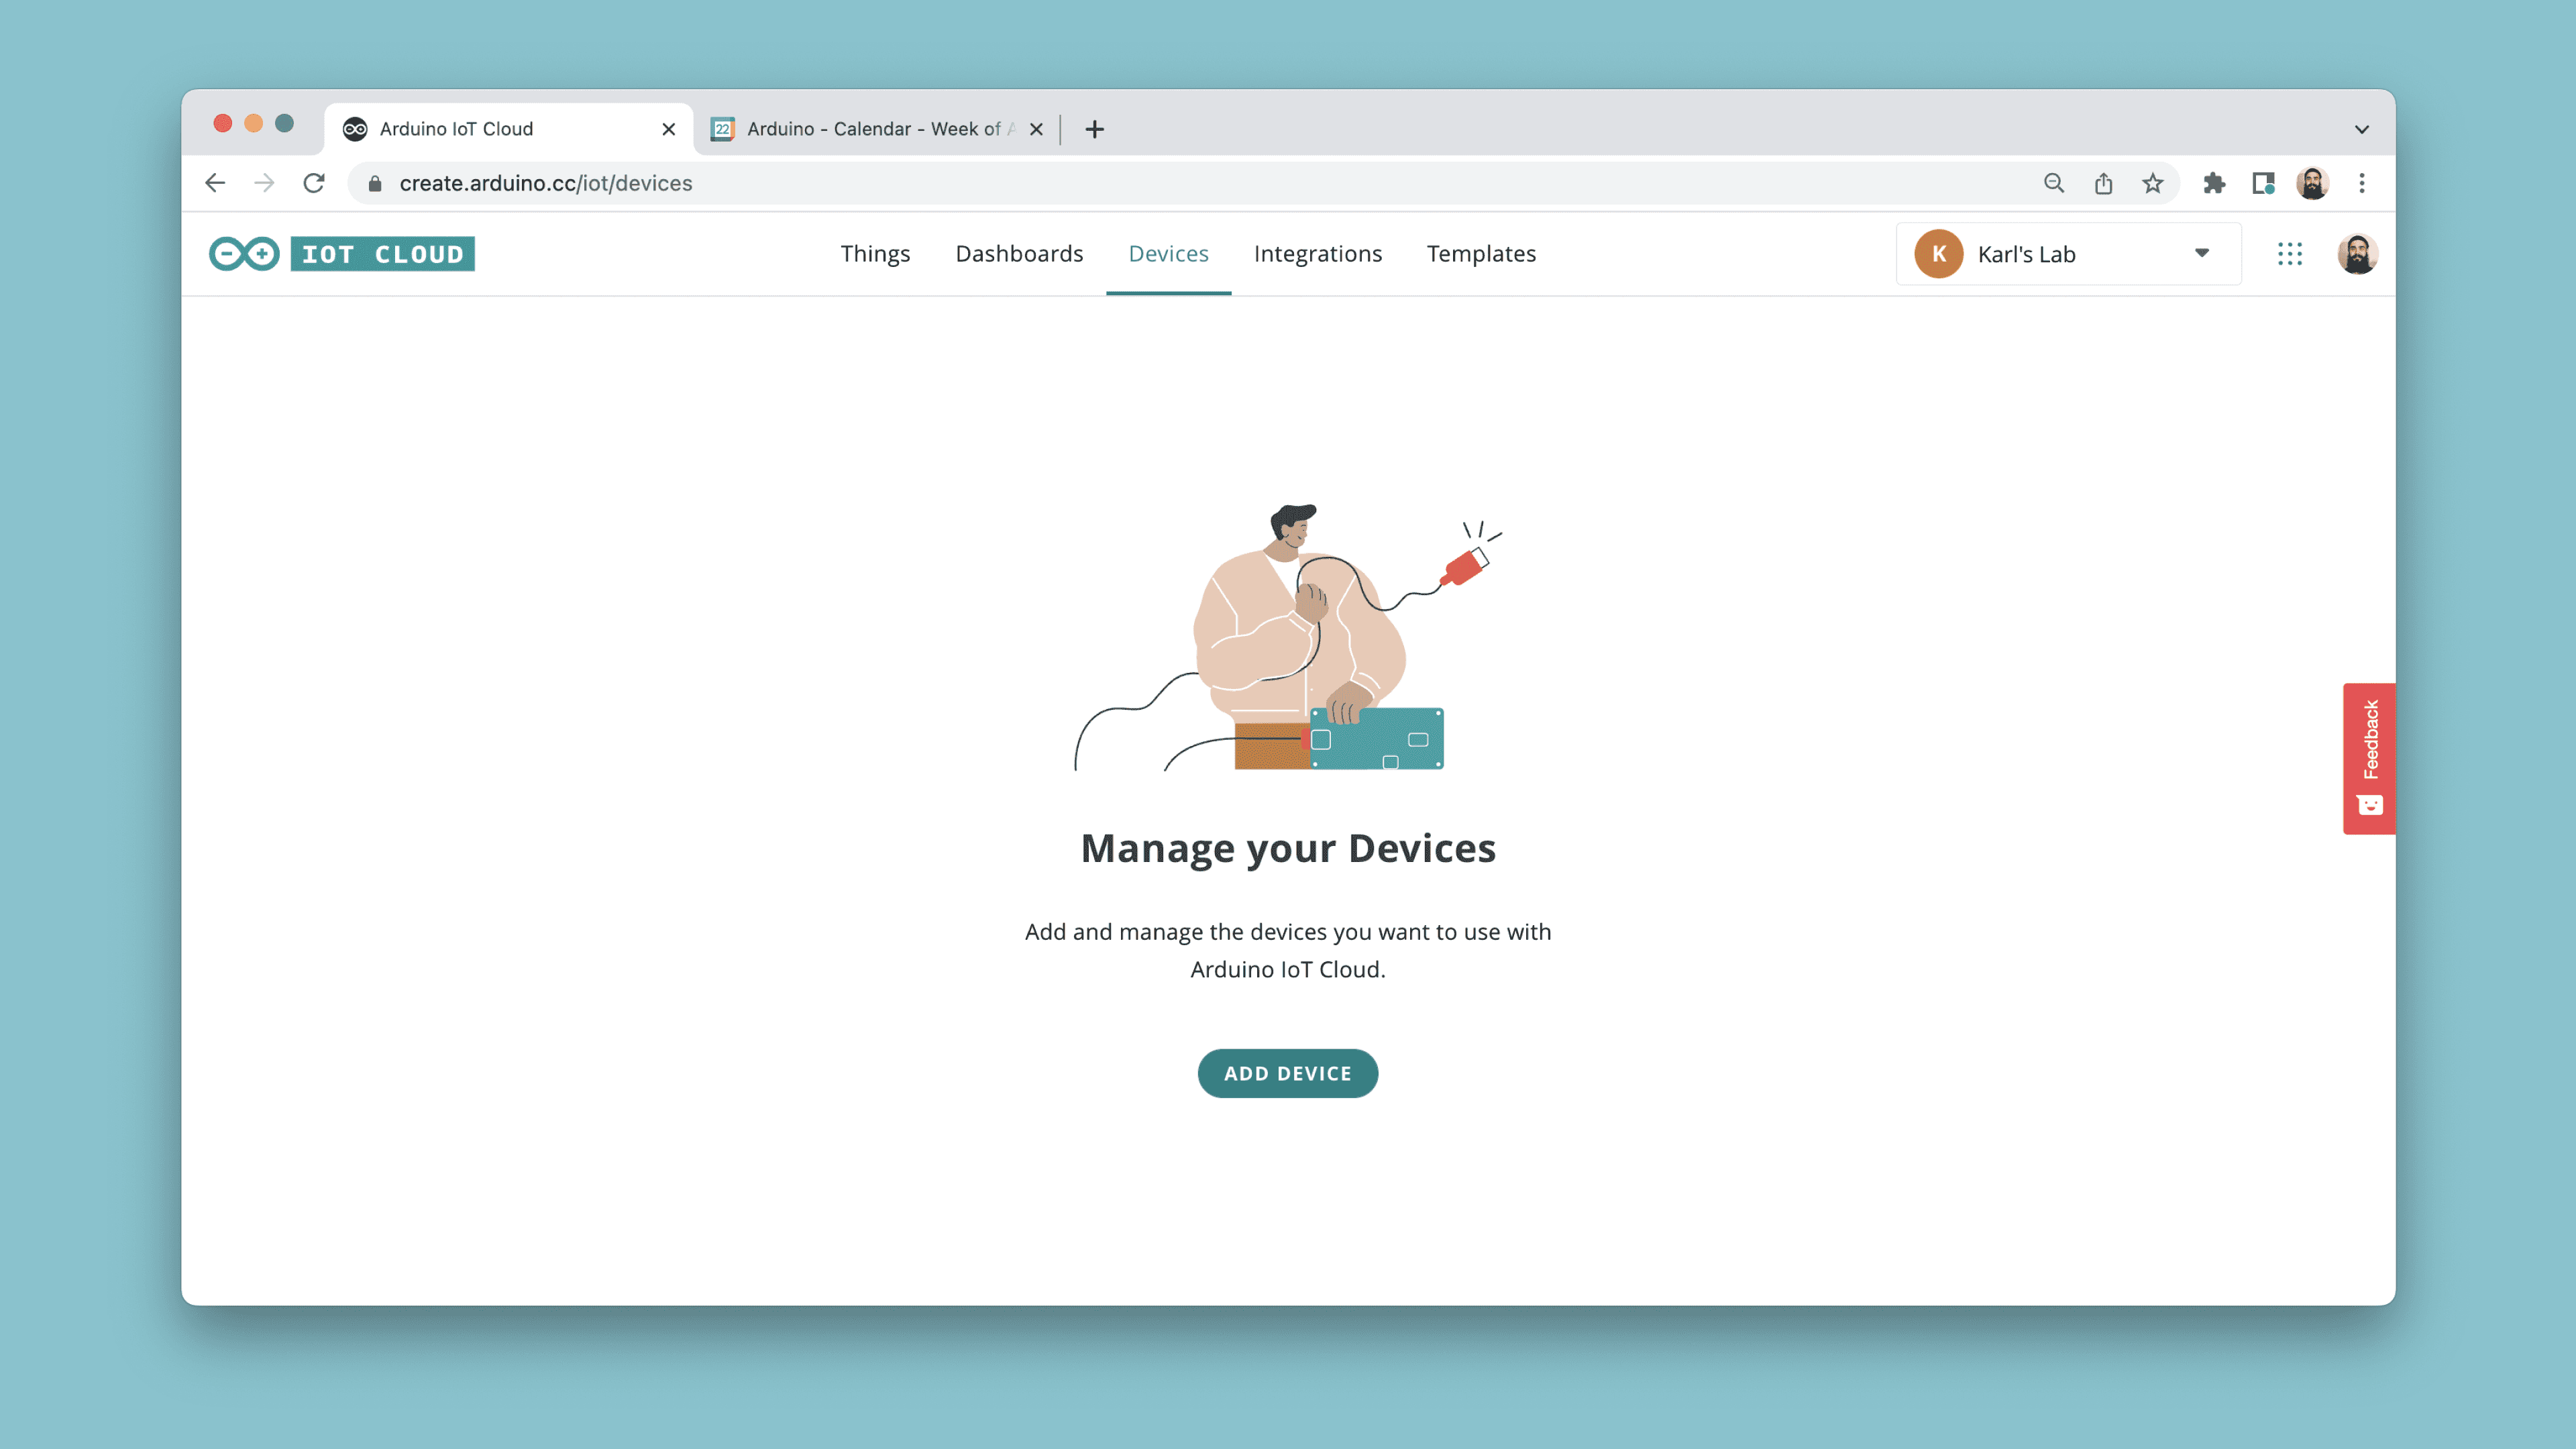 Arduino IoT Cloud
22 Arduino - Calendar - Week of A
create.arduino.cc/iot/devices
IOT CLOUD
Things Dashboards Devices Integrations Templates
K Karl's Lab
Feedback
Manage your Devices
Add and manage the devices you want to use with
Arduino IoT Cloud.
ADD DEVICE